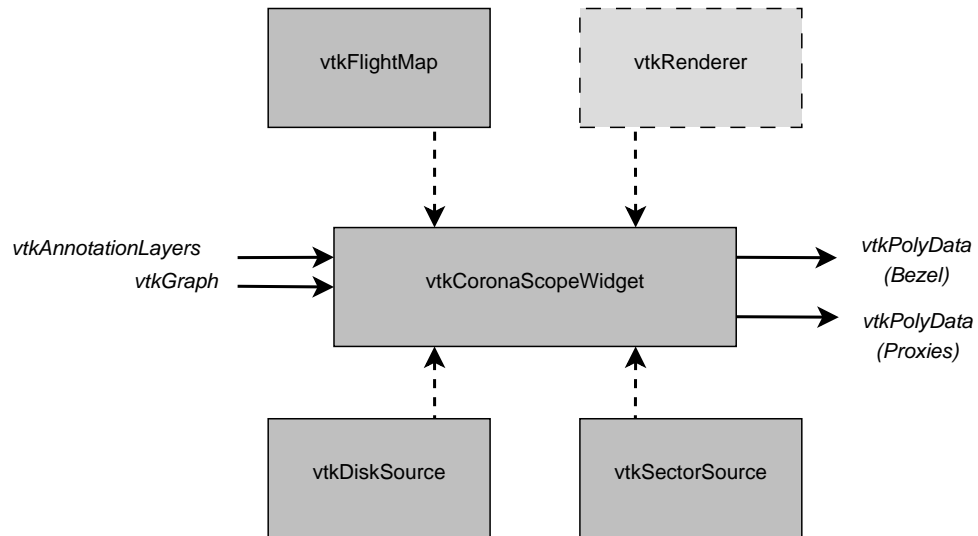 vtkFlightMap
vtkRenderer
vtkAnnotationLayers
vtkGraph
vtkCoronaScopeWidget
vtkPolyData
(Bezel)
vtkPolyData
(Proxies)
vtkDiskSource
vtkSectorSource